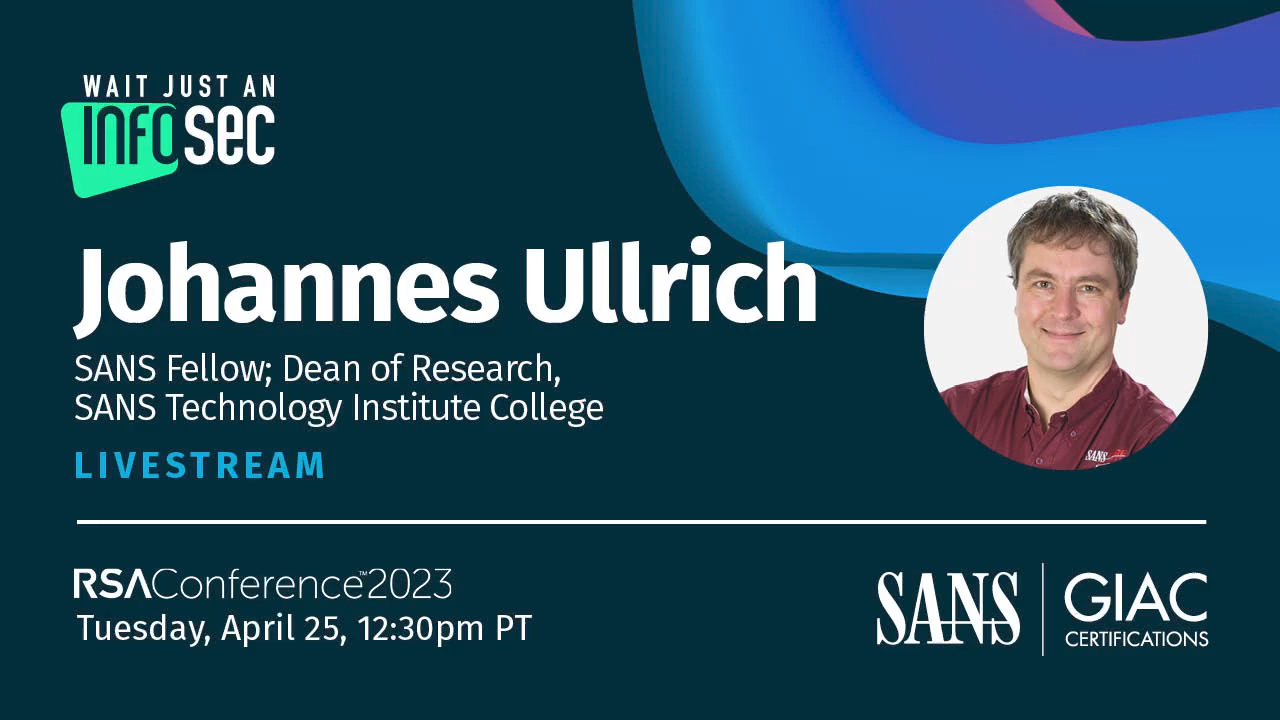 WAIT JUST AN
INFOSEC
Johannes Ullrich
SANS Fellow; Dean of Research,
SANS Technology Institute College
LIVESTREAM
RSAConference™2023
Tuesday, April 25, 12:30pm PT
SANS
SANS
GIAC
CERTIFICATIONS